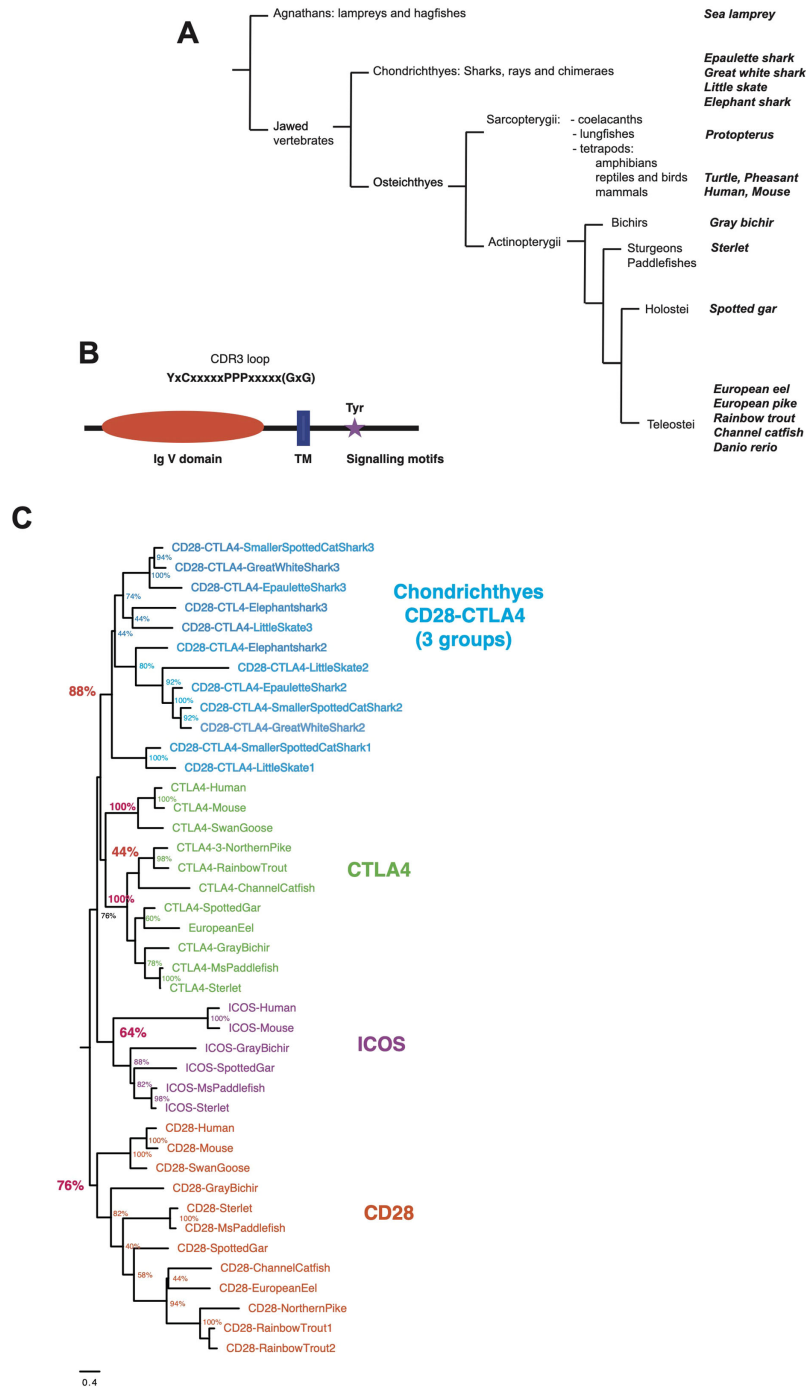 A
Agnathans: lampreys and hagfishes
Sea lamprey
Chondrichthyes: Sharks, rays and chimeraes
Epaulette shark
Great white shark
Little skate
Elephant shark
Jawed
vertebrates
Sarcopterygii: - coelacanths
- lungfishes
- tetrapods:
amphibians
reptiles and birds
mammals
Protopterus
Turtle, Pheasant
Human, Mouse
Osteichthyes
Actinopterygii
Bichirs
Gray bichir
Sturgeons
Paddlefishes
Sterlet
Holostei
Spotted gar
Teleostei
European eel
European pike
Rainbow trout
Channel catfish
Danio rerio
B
CDR3 loop
YxCxxxxxPPPxxxxx(GxG)
Tyr
Ig V domain
TM
Signalling motifs
C
CD28-CTLA4-SmallerSpottedCatShark3
94%
CD28-CTLA4-GreatWhiteShark3
100%
CD28-CTLA4-EpauletteShark3
74%
CD28-CTL4-Elephantshark3
44%
CD28-CTLA4-LittleSkate3
44%
CD28-CTLA4-Elephantshark2
80%
CD28-CTLA4-LittleSkate2
92%
CD28-CTLA4-EpauletteShark2
100%
CD28-CTLA4-SmallerSpottedCatShark2
92%
CD28-CTLA4-GreatWhiteShark2
88%
CD28-CTLA4-SmallerSpottedCatShark1
100%
CD28-CTLA4-LittleSkate1
Chondrichthyes
CD28-CTLA4
(3 groups)
CTLA4-Human
100%
CTLA4-Mouse
100%
CTLA4-SwanGoose
44%
CTLA4-3-NorthernPike
98%
CTLA4-RainbowTrout
CTLA4-ChannelCatfish
100%
76%
CTLA4-SpottedGar
60%
EuropeanEel
CTLA4-GrayBichir
78%
CTLA4-MsPaddlefish
100%
CTLA4-Sterlet
CTLA4
ICOS-Human
100%
ICOS-Mouse
64%
ICOS-GrayBichir
88%
ICOS-SpottedGar
82%
ICOS-MsPaddlefish
98%
ICOS-Sterlet
ICOS
CD28-Human
100%
CD28-Mouse
100%
CD28-SwanGoose
76%
CD28-GrayBichir
82%
CD28-Sterlet
100%
CD28-MsPaddlefish
40%
CD28-SpottedGar
58%
CD28-ChannelCatfish
44%
CD28-EuropeanEel
94%
CD28-NorthernPike
100%
CD28-RainbowTrout1
CD28-RainbowTrout2
CD28
0.4